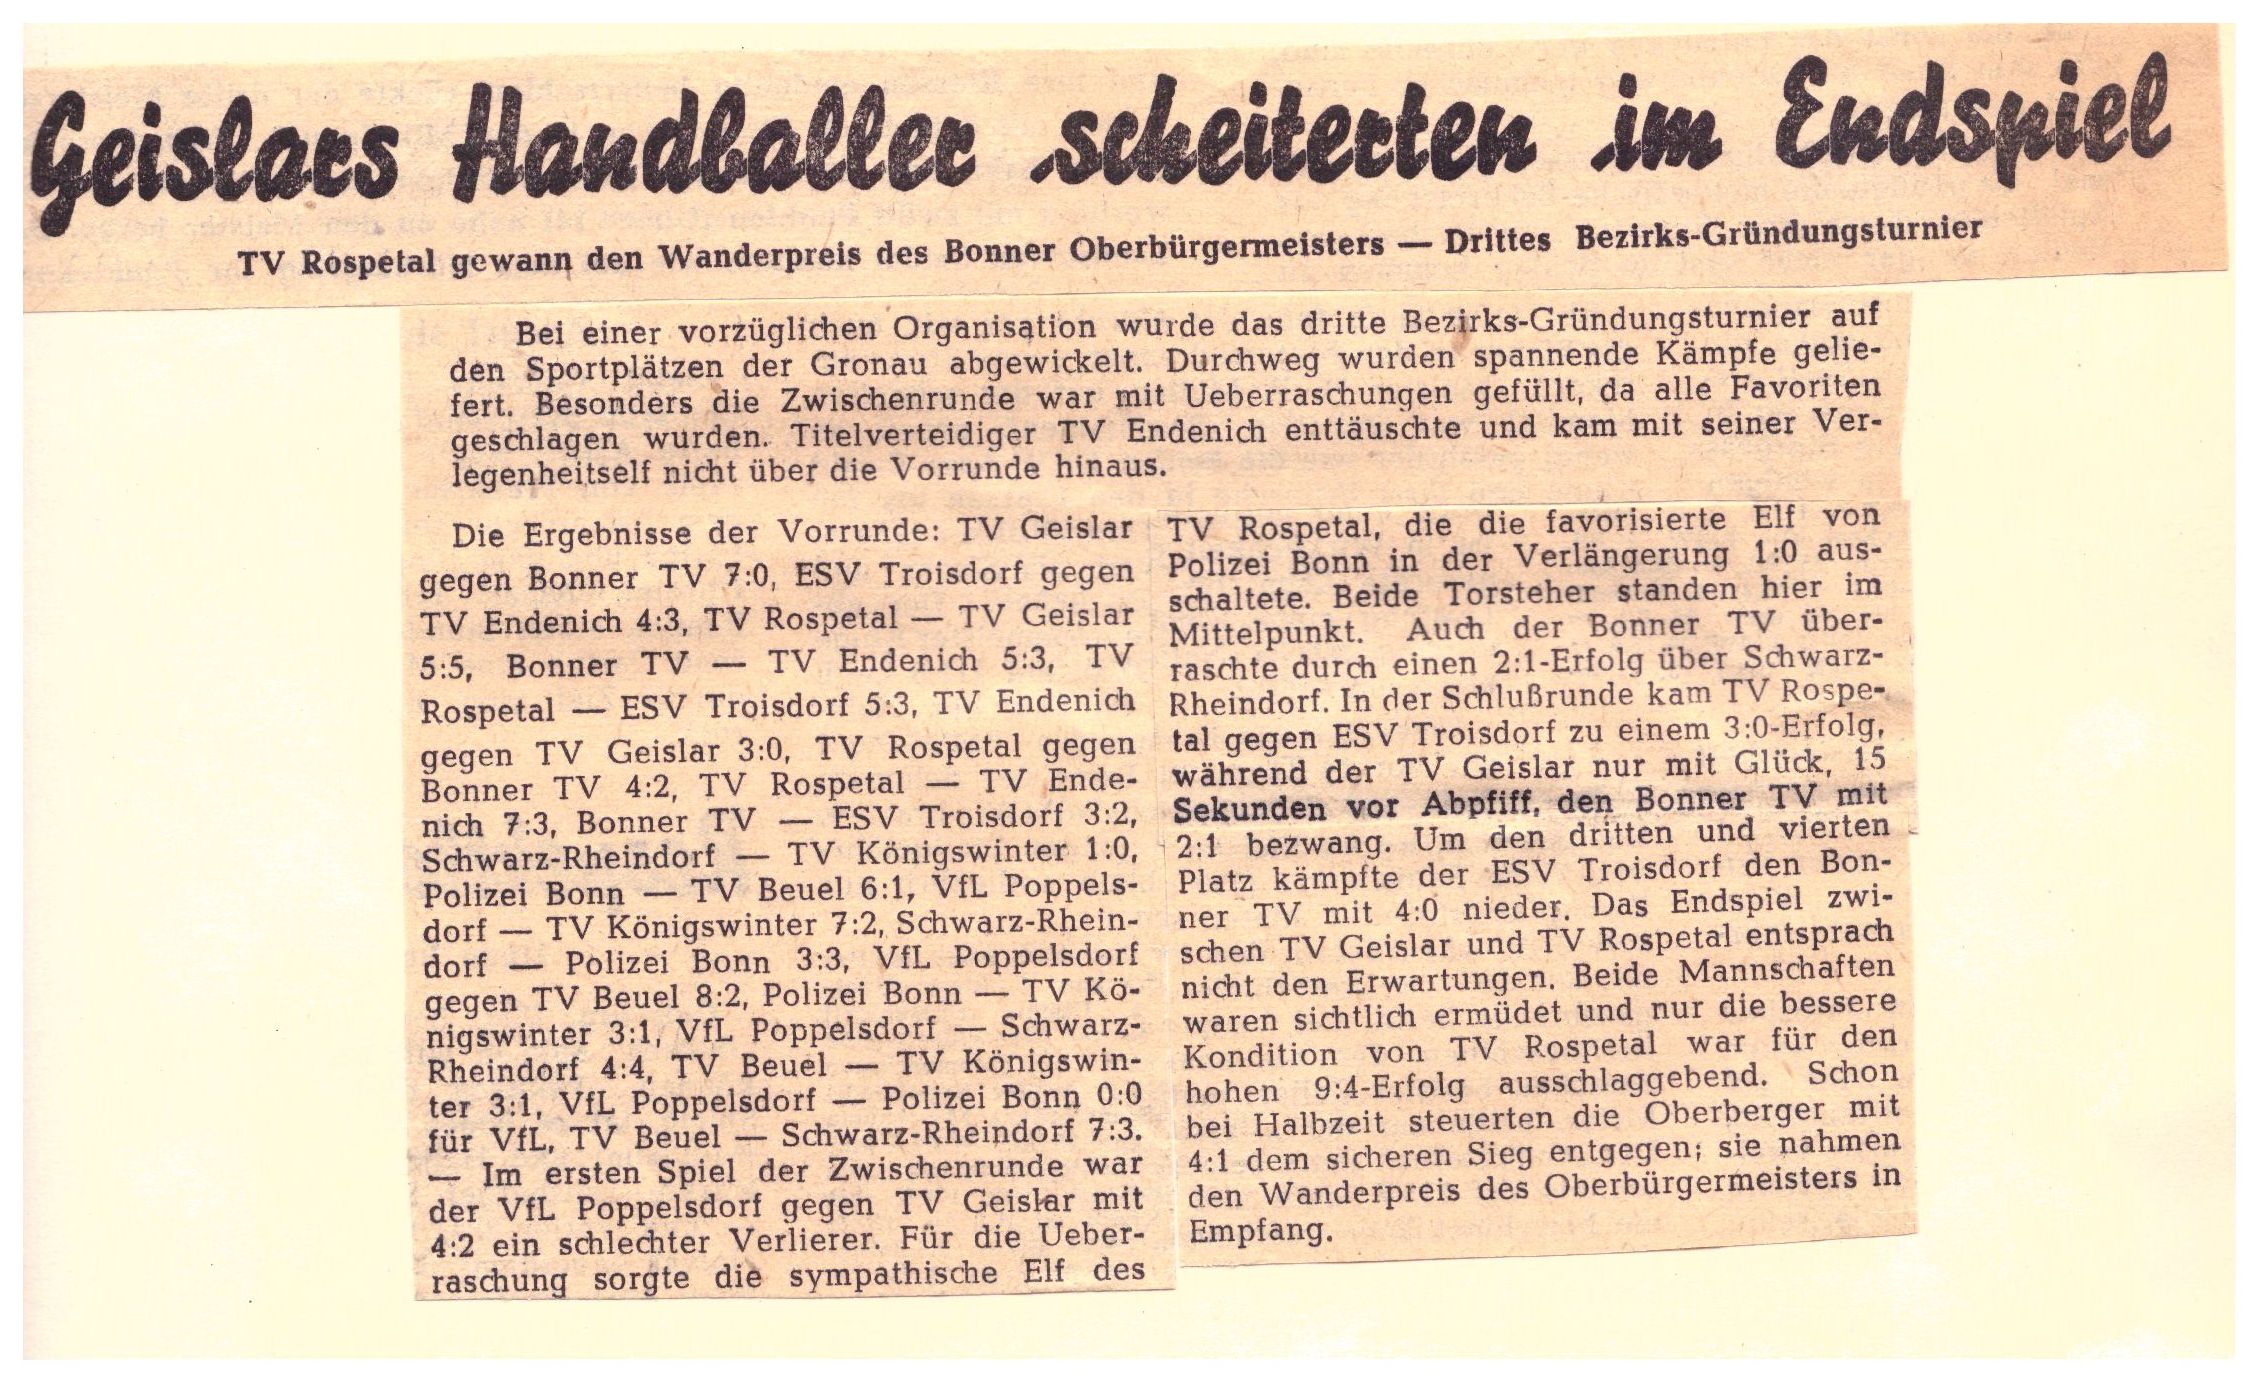 Geislars Handballer scheiterten im Endspiel
TV Rospetal gewann den Wanderpreis des Bonner Oberbürgermeisters — Drittes Bezirks-Gründungsturnier
Bei einer vorzüglichen Organisation wurde das dritte Bezirks-Gründungsturnier auf
den Sportplätzen der Gronau abgewickelt. Durchweg wurden spannende Kämpfe gelie-
fert. Besonders die Zwischenrunde war mit Ueberraschungen gefüllt, da alle Favoriten
geschlagen wurden. Titelverteidiger TV Endenich enttäuschte und kam mit seiner Ver-
legenheitself nicht über die Vorrunde hinaus.
Die Ergebnisse der Vorrunde: TV Geislar
gegen Bonner TV 7:0, ESV Troisdorf gegen
TV Endenich 4:3, TV Rospetal — TV Geislar
5:5, Bonner TV — TV Endenich 5:3, TV
Rospetal — ESV Troisdorf 5:3, TV Endenich
gegen TV Geislar 3:0, TV Rospetal gegen
Bonner TV 4:2, TV Rospetal — TV Ende-
nich 7:3, Bonner TV — ESV Troisdorf 3:2,
Schwarz-Rheindorf — TV Königswinter 1:0,
Polizei Bonn — TV Beuel 6:1, VfL Poppels-
dorf — TV Königswinter 7:2, Schwarz-Rhein-
dorf — Polizei Bonn 3:3, VfL Poppelsdorf
gegen TV Beuel 8:2, Polizei Bonn — TV Kö-
nigswinter 3:1, VfL Poppelsdorf — Schwarz-
Rheindorf 4:4, TV Beuel — TV Königswin-
ter 3:1, VfL Poppelsdorf — Polizei Bonn 0:0
für VfL, TV Beuel — Schwarz-Rheindorf 7:3.
— Im ersten Spiel der Zwischenrunde war
der VfL Poppelsdorf gegen TV Geislar mit
4:2 ein schlechter Verlierer. Für die Ueber-
raschung sorgte die sympathische Elf des
TV Rospetal, die die favorisierte Elf von
Polizei Bonn in der Verlängerung 1:0 aus-
schaltete. Beide Torsteher standen hier im
Mittelpunkt. Auch der Bonner TV über-
raschte durch einen 2:1-Erfolg über Schwarz-
Rheindorf. In der Schlußrunde kam TV Rospe-
tal gegen ESV Troisdorf zu einem 3:0-Erfolg,
während der TV Geislar nur mit Glück, 15
Sekunden vor Abpfiff, den Bonner TV mit
2:1 bezwang. Um den dritten und vierten
Platz kämpfte der ESV Troisdorf den Bon-
ner TV mit 4:0 nieder. Das Endspiel zwi-
schen TV Geislar und TV Rospetal entsprach
nicht den Erwartungen. Beide Mannschaften
waren sichtlich ermüdet und nur die bessere
Kondition von TV Rospetal war für den
hohen 9:4-Erfolg ausschlaggebend. Schon
bei Halbzeit steuerten die Oberberger mit
4:1 dem sicheren Sieg entgegen; sie nahmen
den Wanderpreis des Oberbürgermeisters in
Empfang.